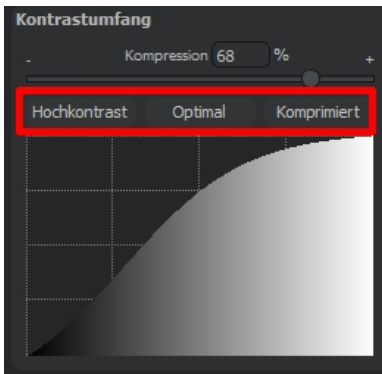 Kontrastumfang
- Kompression 68 % +
Hochkontrast Optimal Komprimiert